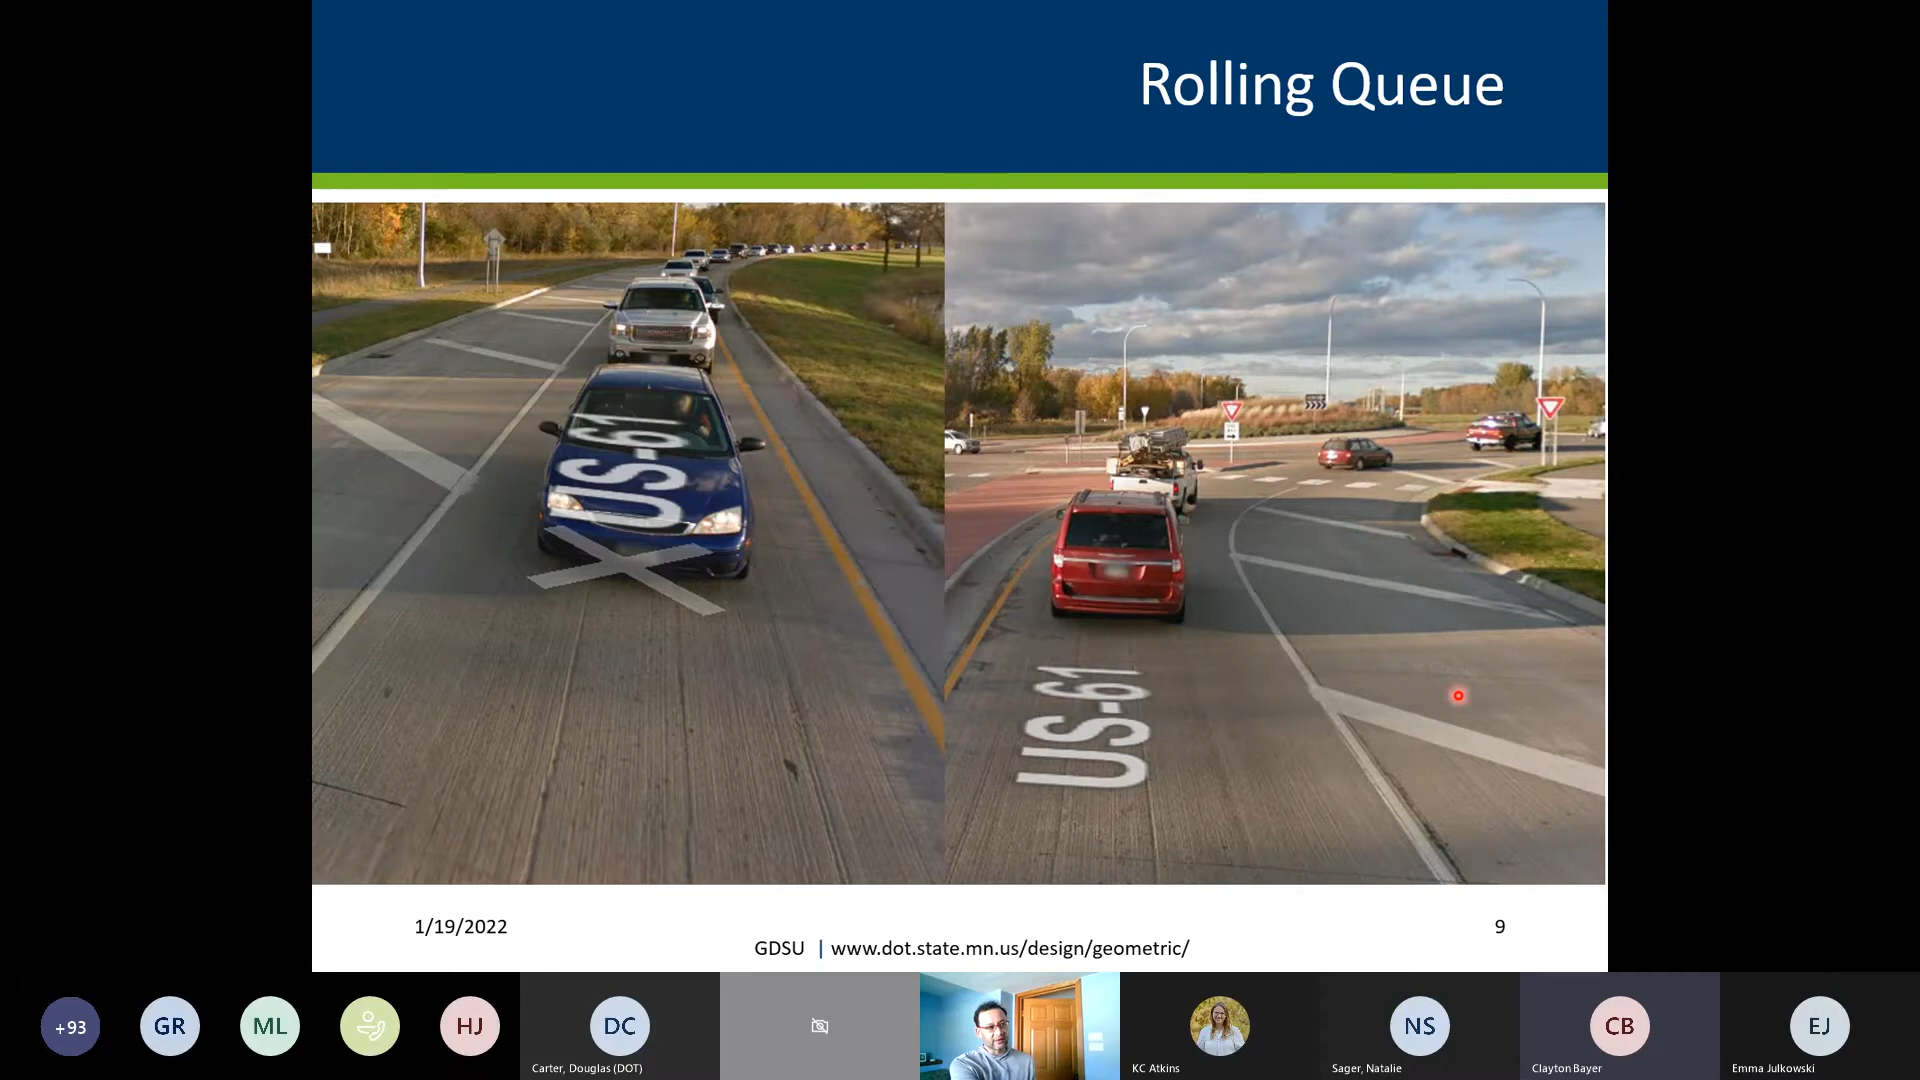 Rolling Queue
US-61
US-61
1/19/2022
9
GDSU | www.dot.state.mn.us/design/geometric/
+93
GR
ML
HJ
DC
NS
CB
EJ
Carter, Douglas (DOT)
KC Atkins
Sager, Natalie
Clayton Bayer
Emma Julkowski